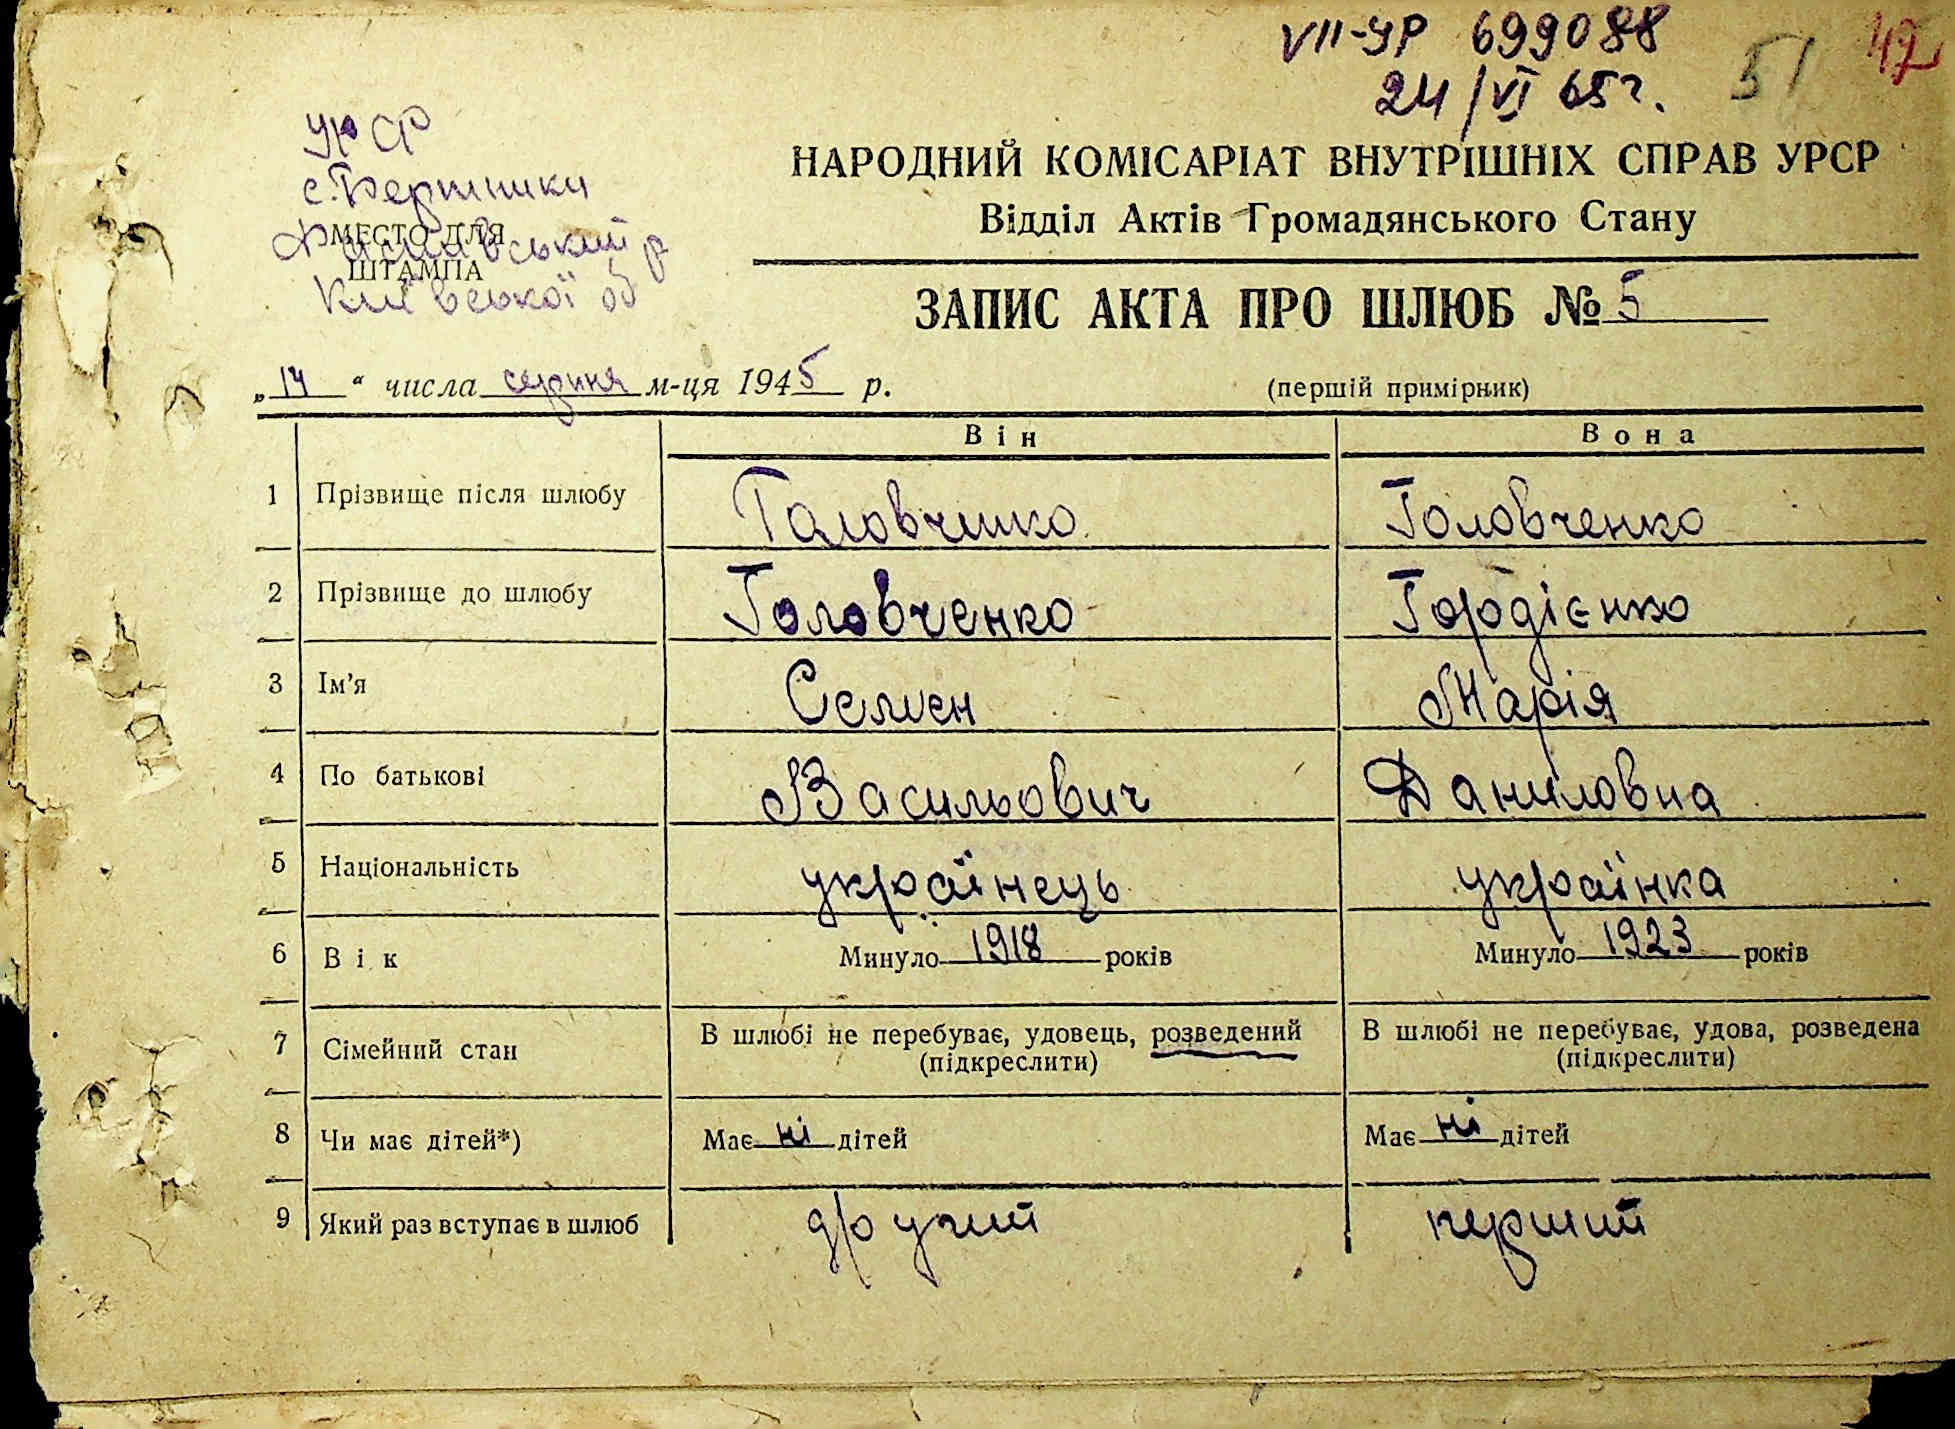 VII-УР 699088
24/VI 65г.
51
47
УРСР
НАРОДНИЙ КОМІСАРІАТ ВНУТРІШНІХ СПРАВ УРСР
Відділ Актів Громадянського Стану
МЕСТО ДЛЯ
ШТАМПА
Київської об
ЗАПИС АКТА ПРО ШЛЮБ № 5
„14“ числа серпня м-ця 1945 р.
(перший примірник)
Він Вона
1 Прізвище після шлюбу Головченко Головченко
2 Прізвище до шлюбу Головченко Гордієнко
3 Ім'я Семен Марія
4 По батькові Васильович Даниловна
5 Національність українець українка
6 Вік Минуло 1918 років Минуло 1923 років
7 Сімейний стан В шлюбі не перебуває, удовець, розведений (підкреслити) В шлюбі не перебуває, удова, розведена (підкреслити)
8 Чи має дітей*) Має ні дітей Має ні дітей
9 Який раз вступає в шлюб другий перший